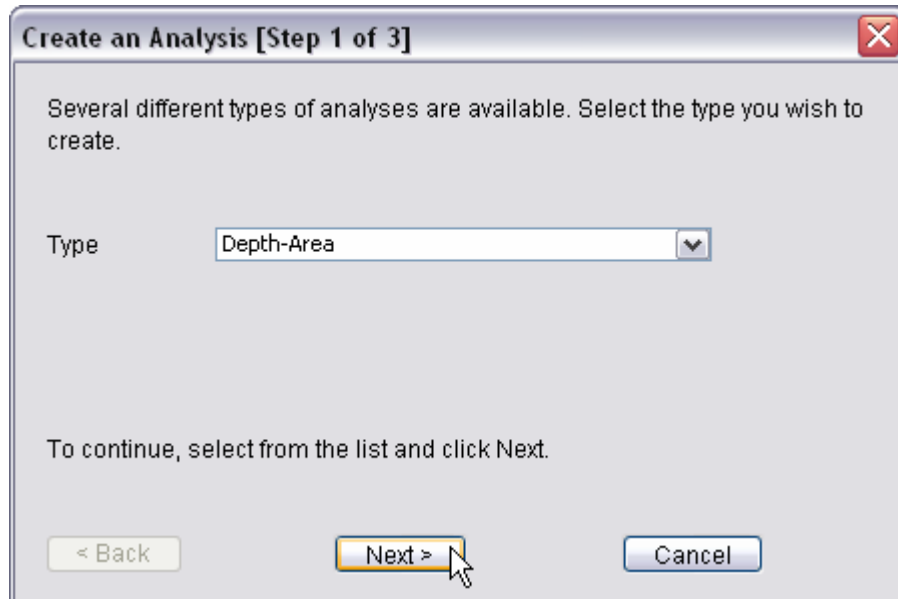 Create an Analysis [Step 1 of 3]
Several different types of analyses are available. Select the type you wish to
create.
Type Depth-Area
To continue, select from the list and click Next.
< Back Next > Cancel